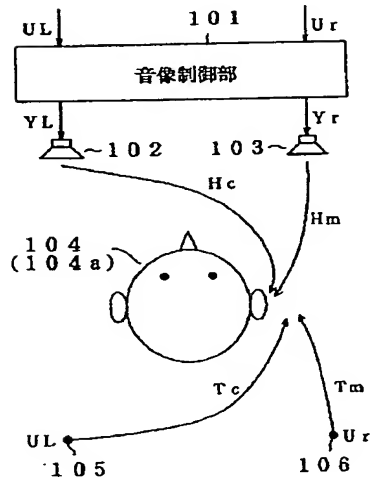 101
UL Ur
音像制御部
YL Yr
102 103
Hc
Hm
104
(104a)
Tc Tm
UL Ur
105 106